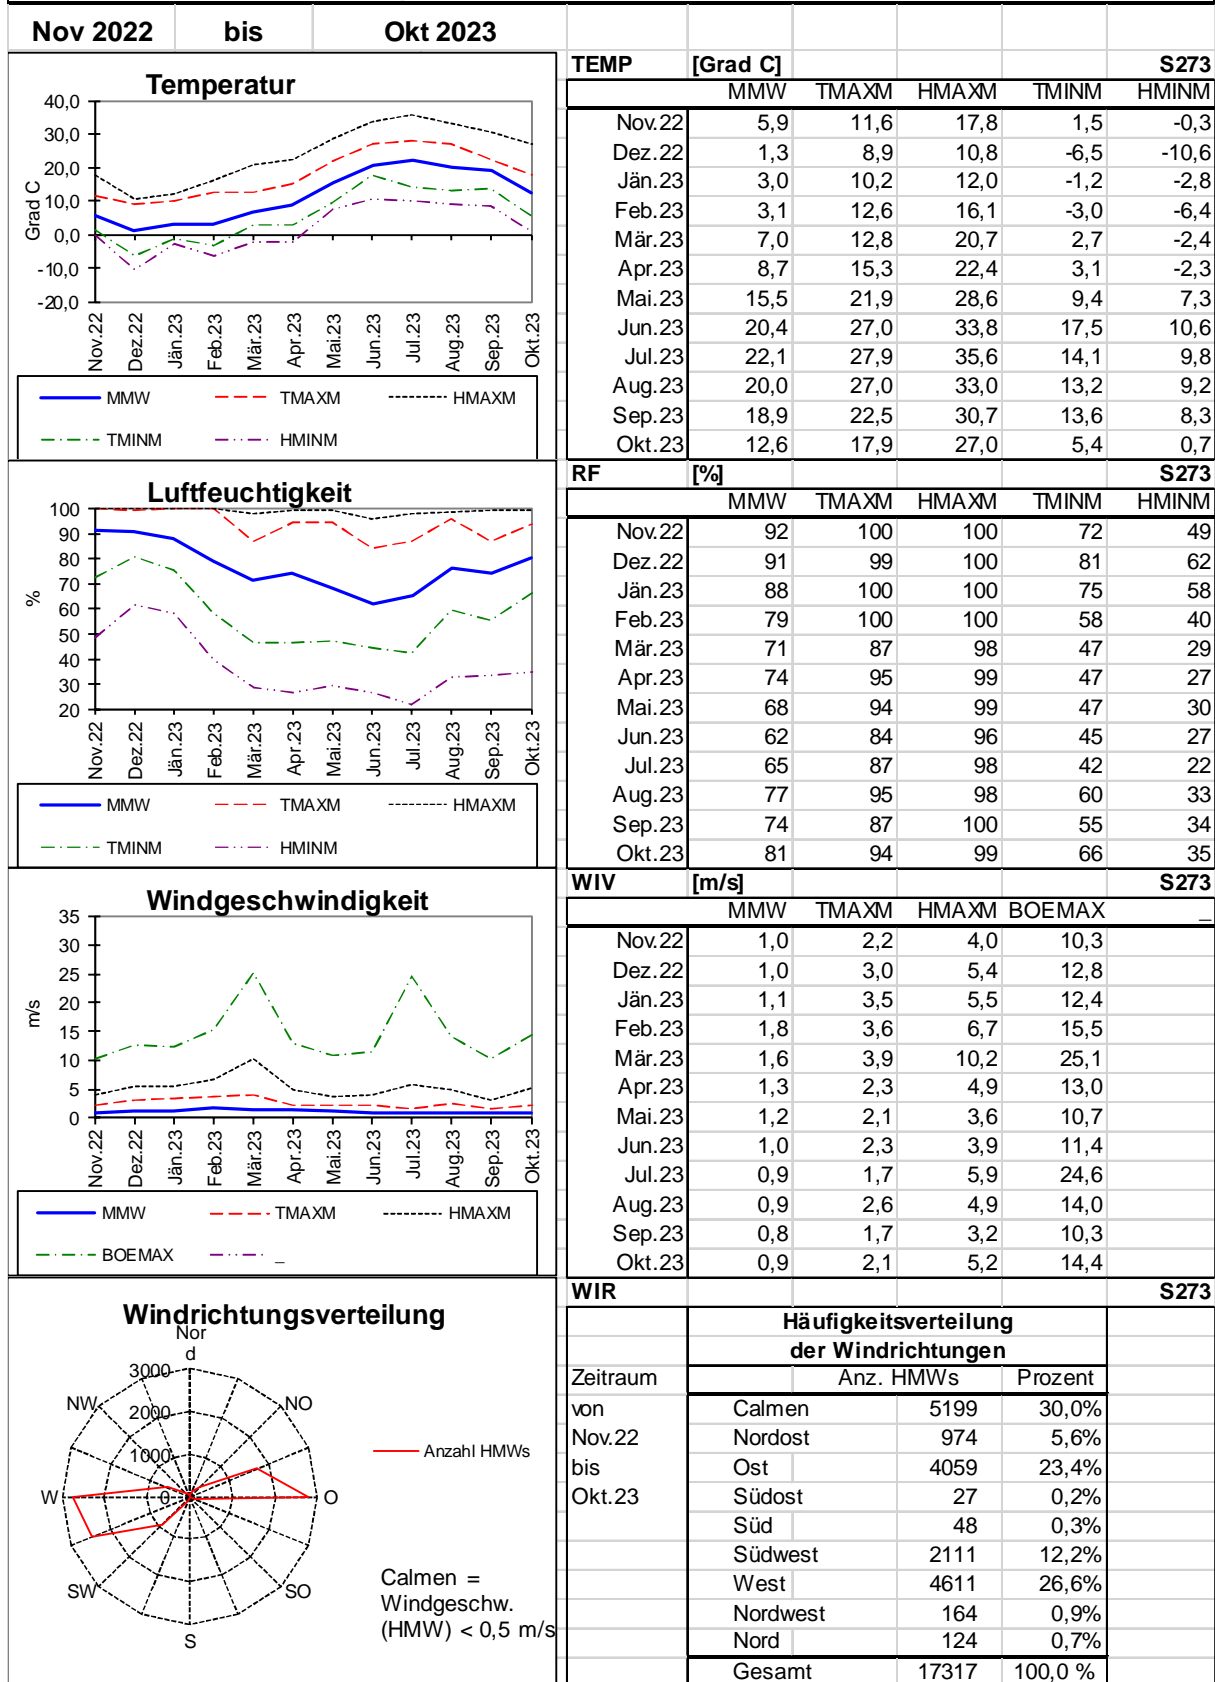 Nov 2022 bis Okt 2023
Temperatur
40,0
30,0
20,0
10,0
0,0
-10,0
-20,0
Grad C
Nov.22 Dez.22 Jän.23 Feb.23 Mär.23 Apr.23 Mai.23 Jun.23 Jul.23 Aug.23 Sep.23 Okt.23
MMW TMAXM HMAXM
TMINM HMINM
TEMP [Grad C] S273
MMW TMAXM HMAXM TMINM HMINM
Nov.22 5,9 11,6 17,8 1,5 -0,3
Dez.22 1,3 8,9 10,8 -6,5 -10,6
Jän.23 3,0 10,2 12,0 -1,2 -2,8
Feb.23 3,1 12,6 16,1 -3,0 -6,4
Mär.23 7,0 12,8 20,7 2,7 -2,4
Apr.23 8,7 15,3 22,4 3,1 -2,3
Mai.23 15,5 21,9 28,6 9,4 7,3
Jun.23 20,4 27,0 33,8 17,5 10,6
Jul.23 22,1 27,9 35,6 14,1 9,8
Aug.23 20,0 27,0 33,0 13,2 9,2
Sep.23 18,9 22,5 30,7 13,6 8,3
Okt.23 12,6 17,9 27,0 5,4 0,7
Luftfeuchtigkeit
100
90
80
70
60
50
40
30
20
%
Nov.22 Dez.22 Jän.23 Feb.23 Mär.23 Apr.23 Mai.23 Jun.23 Jul.23 Aug.23 Sep.23 Okt.23
MMW TMAXM HMAXM
TMINM HMINM
RF [%] S273
MMW TMAXM HMAXM TMINM HMINM
Nov.22 92 100 100 72 49
Dez.22 91 99 100 81 62
Jän.23 88 100 100 75 58
Feb.23 79 100 100 58 40
Mär.23 71 87 98 47 29
Apr.23 74 95 99 47 27
Mai.23 68 94 99 47 30
Jun.23 62 84 96 45 27
Jul.23 65 87 98 42 22
Aug.23 77 95 98 60 33
Sep.23 74 87 100 55 34
Okt.23 81 94 99 66 35
Windgeschwindigkeit
35
30
25
20
15
10
5
0
m/s
Nov.22 Dez.22 Jän.23 Feb.23 Mär.23 Apr.23 Mai.23 Jun.23 Jul.23 Aug.23 Sep.23 Okt.23
MMW TMAXM HMAXM
BOEMAX _
WIV [m/s] S273
MMW TMAXM HMAXM BOEMAX _
Nov.22 1,0 2,2 4,0 10,3
Dez.22 1,0 3,0 5,4 12,8
Jän.23 1,1 3,5 5,5 12,4
Feb.23 1,8 3,6 6,7 15,5
Mär.23 1,6 3,9 10,2 25,1
Apr.23 1,3 2,3 4,9 13,0
Mai.23 1,2 2,1 3,6 10,7
Jun.23 1,0 2,3 3,9 11,4
Jul.23 0,9 1,7 5,9 24,6
Aug.23 0,9 2,6 4,9 14,0
Sep.23 0,8 1,7 3,2 10,3
Okt.23 0,9 2,1 5,2 14,4
Windrichtungsverteilung
Nor
d
3000
2000
1000
0
NW NO
W O
SW SO
S
Anzahl HMWs
Calmen =
Windgeschw.
(HMW) < 0,5 m/s
WIR S273
Häufigkeitsverteilung
der Windrichtungen
Zeitraum Anz. HMWs Prozent
von Calmen 5199 30,0%
Nov.22 Nordost 974 5,6%
bis Ost 4059 23,4%
Okt.23 Südost 27 0,2%
Süd 48 0,3%
Südwest 2111 12,2%
West 4611 26,6%
Nordwest 164 0,9%
Nord 124 0,7%
Gesamt 17317 100,0 %